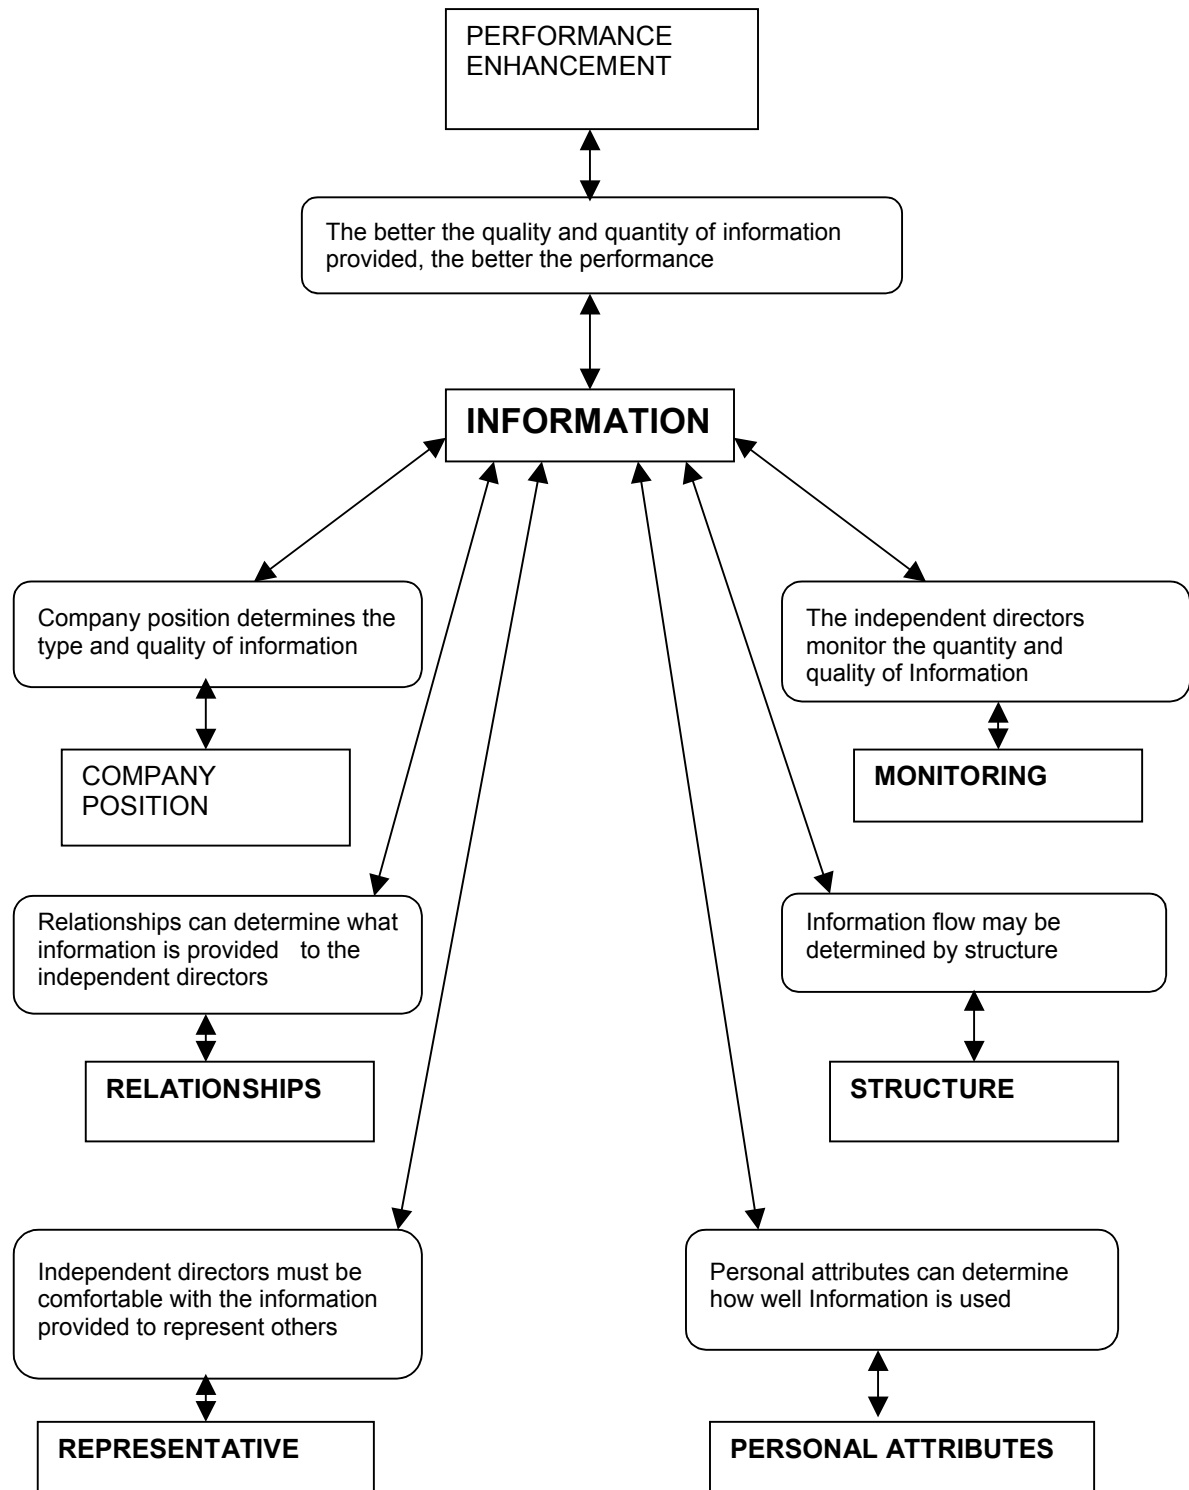 PERFORMANCE
ENHANCEMENT
The better the quality and quantity of information
provided, the better the performance
INFORMATION
Company position determines the
type and quality of information
The independent directors
monitor the quantity and
quality of Information
COMPANY
POSITION
MONITORING
Relationships can determine what
information is provided to the
independent directors
Information flow may be
determined by structure
RELATIONSHIPS
STRUCTURE
Independent directors must be
comfortable with the information
provided to represent others
Personal attributes can determine
how well Information is used
REPRESENTATIVE
PERSONAL ATTRIBUTES